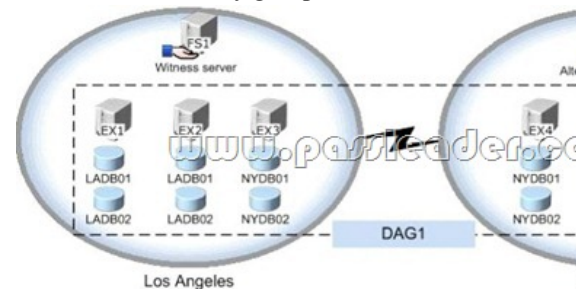 FS1
Witness server
Alte
EX1 EX2 EX3 EX4
www.passleader.co
LADB01 LADB01 NYDB01 NYDB01
LADB02 LADB02 NYDB02 NYDB02
DAG1
Los Angeles